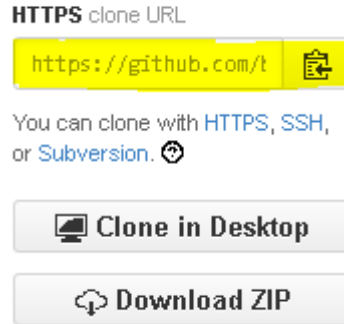 HTTPS clone URL
https://github.com/t
You can clone with HTTPS, SSH,
or Subversion.
Clone in Desktop
Download ZIP